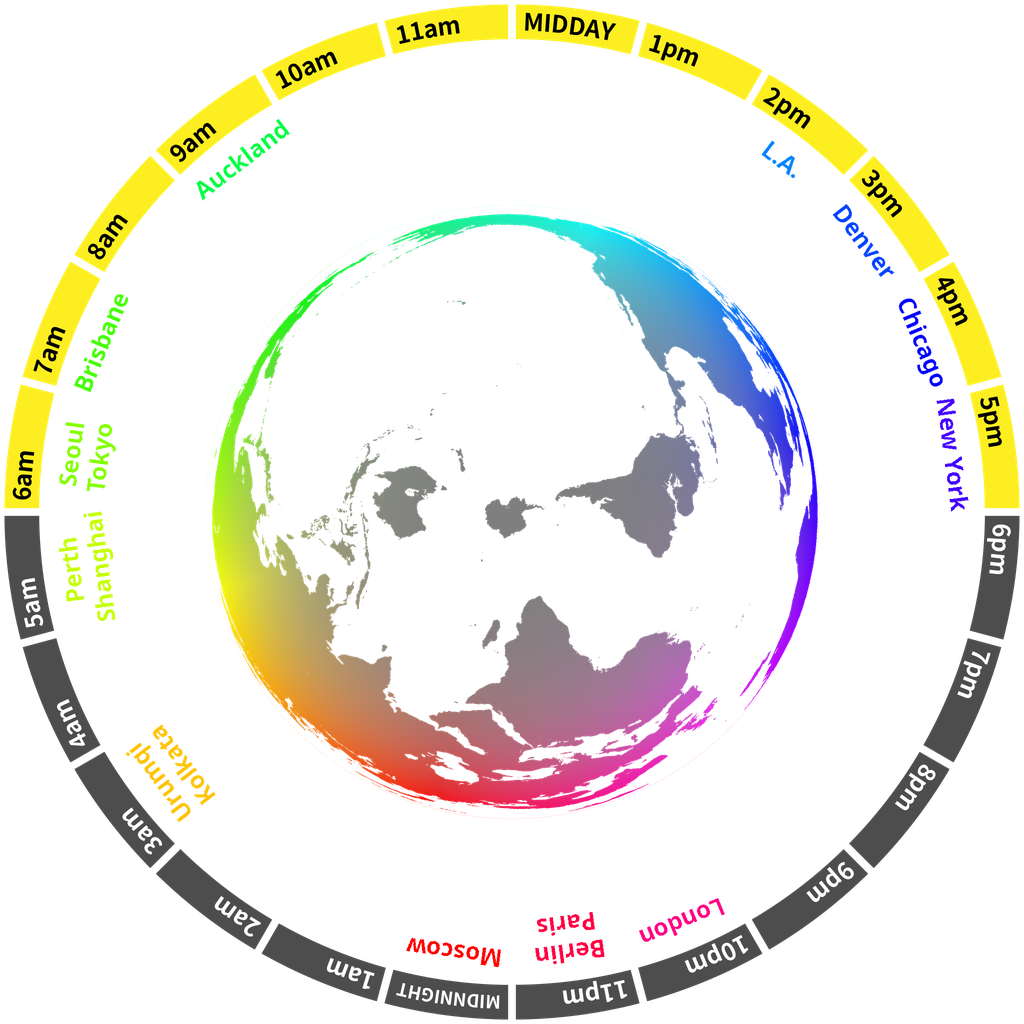 MIDDAY
1pm
2pm
3pm
4pm
5pm
6pm
7pm
8pm
9pm
10pm
11pm
MIDNNIGHT
1am
2am
3am
4am
5am
6am
7am
8am
9am
10am
11am
L.A.
Denver
Chicago
New York
London
Paris
Berlin
Moscow
Kolkata
Urumqi
Perth
Shanghai
Seoul
Tokyo
Brisbane
Auckland